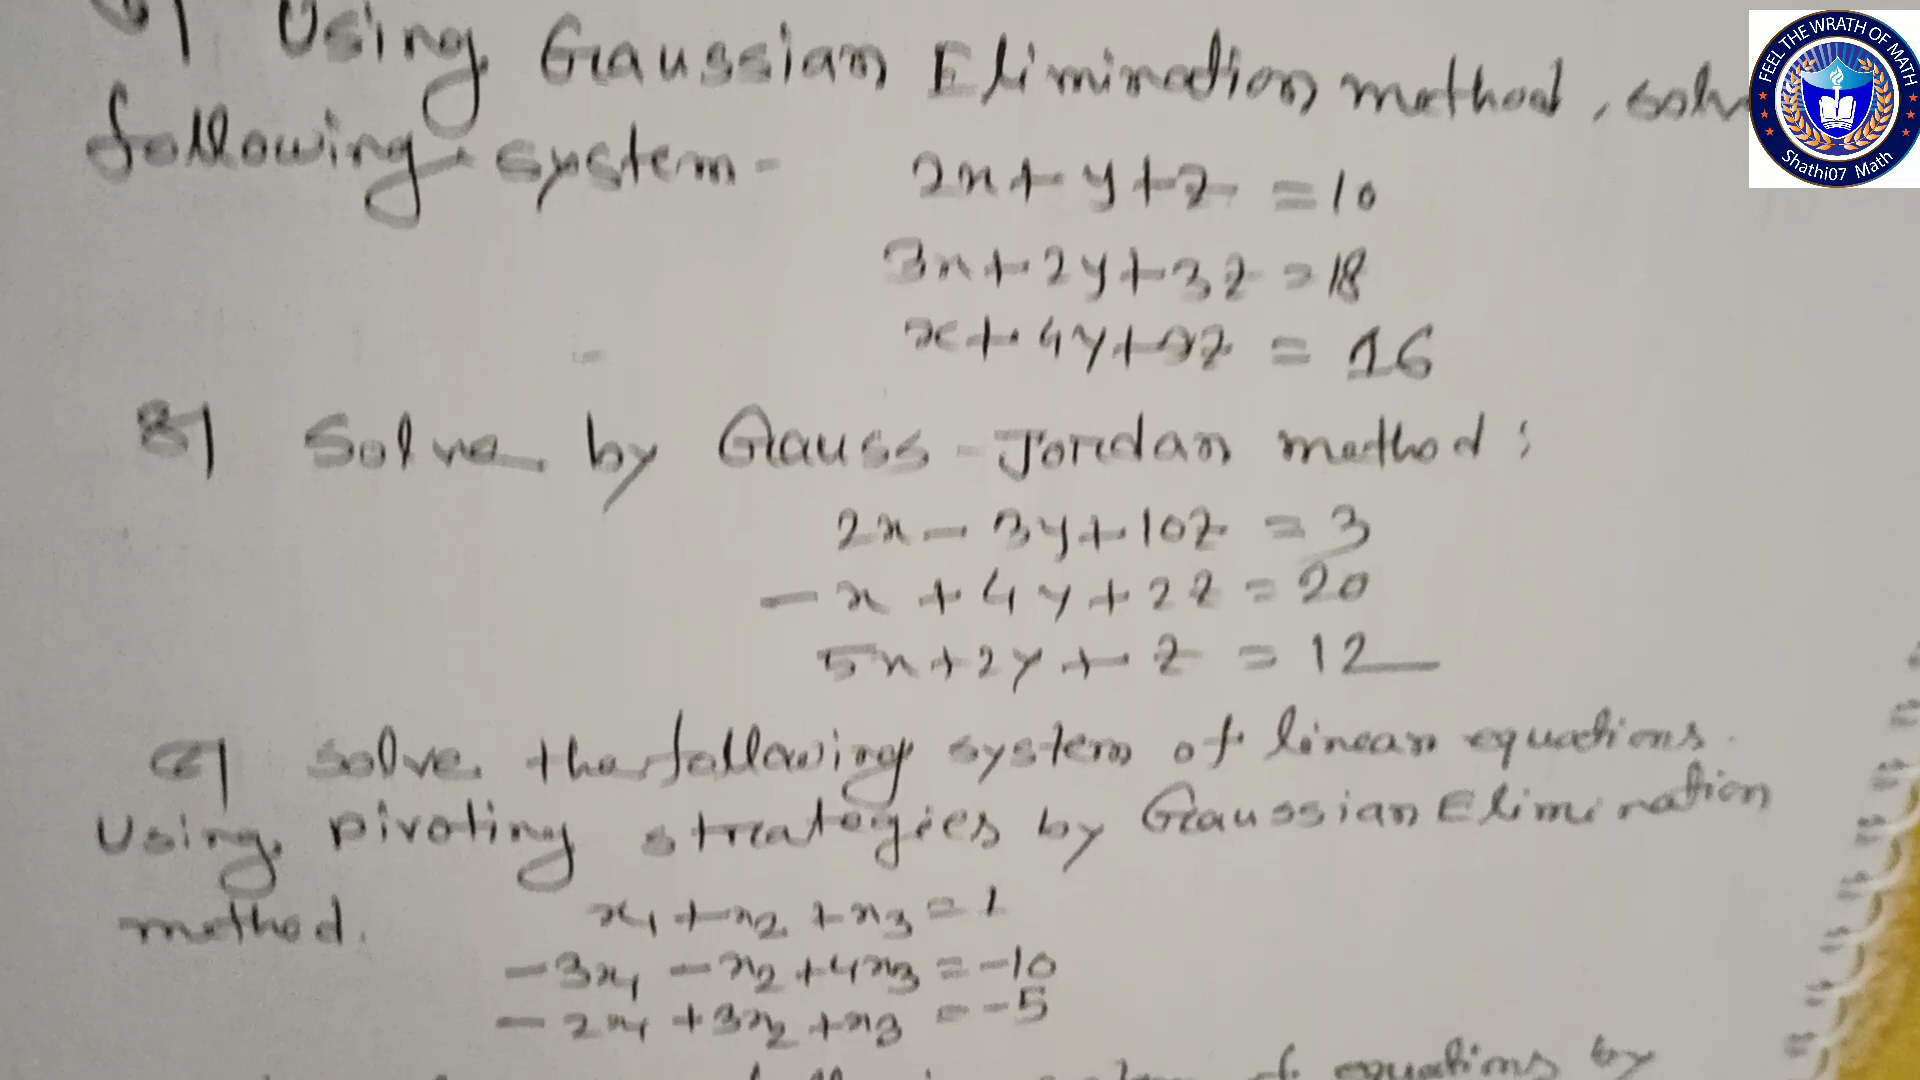 Using Gaussian Elimination method, solv
following system-
2x + y + z = 10
3x + 2y + 3z = 18
x + 4y + 9z = 16
B) Solve by Gauss-Jordan method:
2x - 3y + 10z = 3
-x + 4y + 2z = 20
5x + 2y + z = 12
C) solve the following system of linear equations.
Using pivoting strategies by Gaussian Elimination
method.
x₁ + x₂ + x₃ = 1
-3x₁ - x₂ + 4x₃ = -10
-2x₁ + 3x₂ + x₃ = -5
equations by
FEEL THE WRATH OF MATH
Shathi07 Math